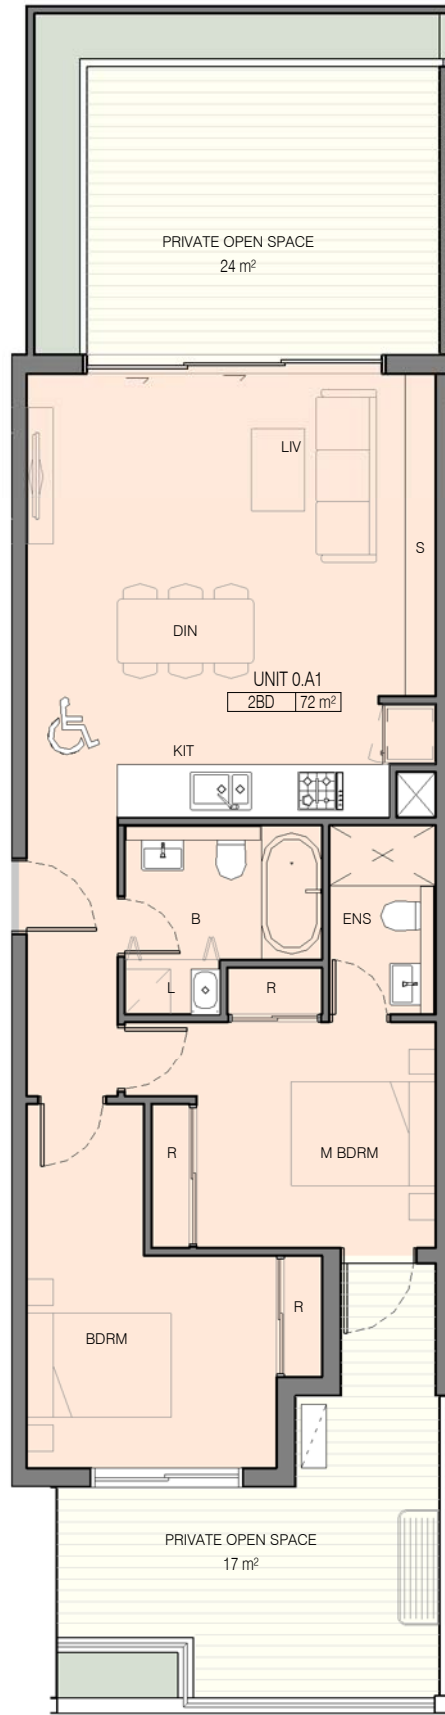 PRIVATE OPEN SPACE
24 m²
LIV
S
DIN
UNIT 0.A1
2BD 72 m²
KIT
B
ENS
L
R
R
M BDRM
R
BDRM
PRIVATE OPEN SPACE
17 m²